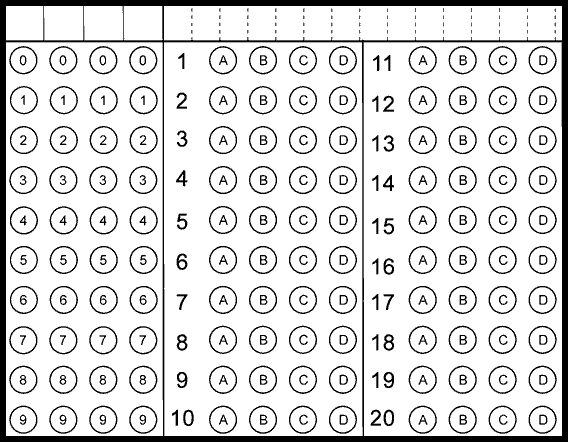 0 0 0 0 1 A B C D 11 A B C D
1 1 1 1 2 A B C D 12 A B C D
2 2 2 2 3 A B C D 13 A B C D
3 3 3 3 4 A B C D 14 A B C D
4 4 4 4 5 A B C D 15 A B C D
5 5 5 5 6 A B C D 16 A B C D
6 6 6 6 7 A B C D 17 A B C D
7 7 7 7 8 A B C D 18 A B C D
8 8 8 8 9 A B C D 19 A B C D
9 9 9 9 10 A B C D 20 A B C D